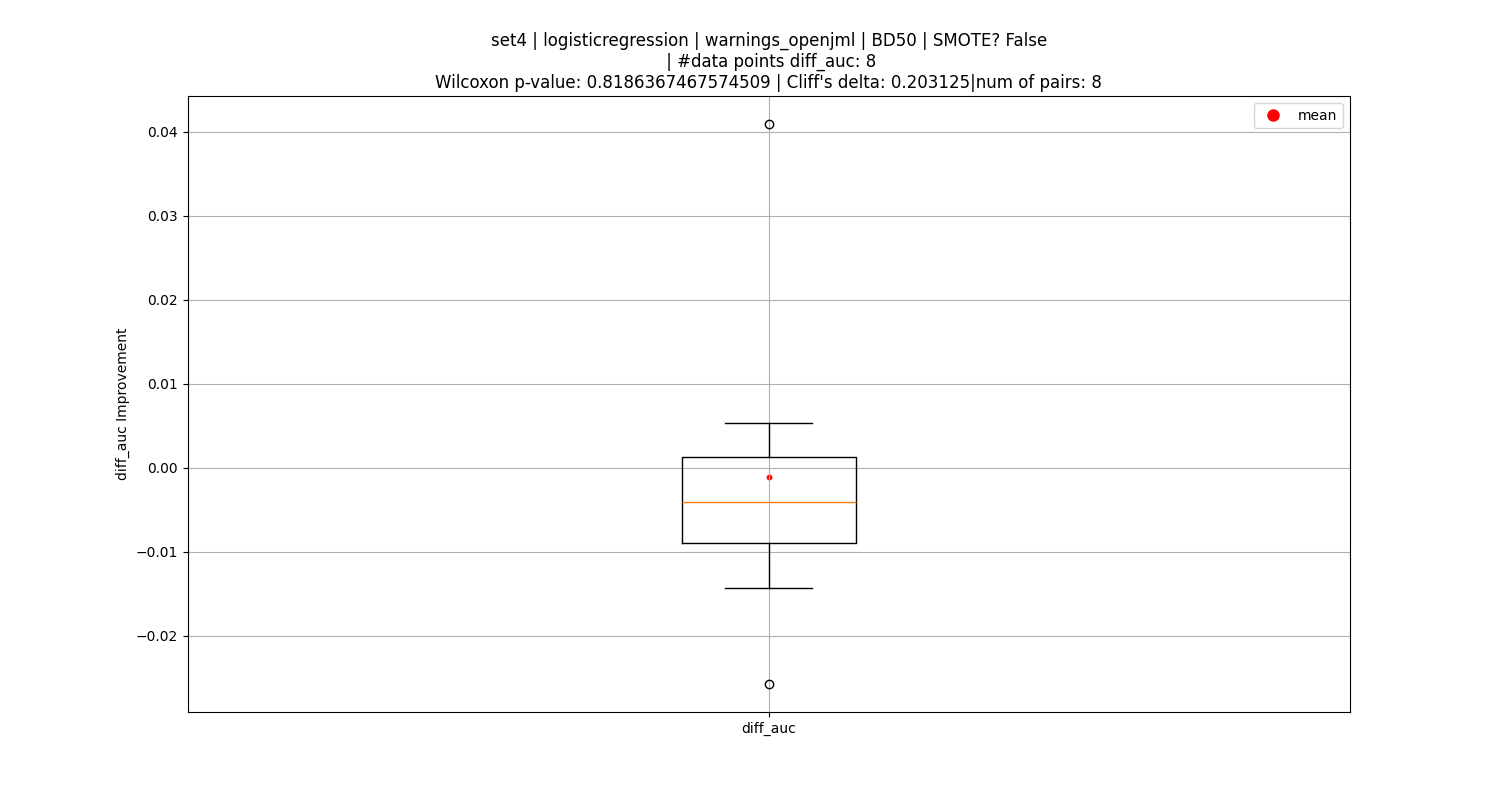 set4 | logisticregression | warnings_openjml | BD50 | SMOTE? False
| #data points diff_auc: 8
Wilcoxon p-value: 0.8186367467574509 | Cliff's delta: 0.203125|num of pairs: 8
mean
0.04
0.03
0.02
0.01
0.00
−0.01
−0.02
diff_auc Improvement
diff_auc